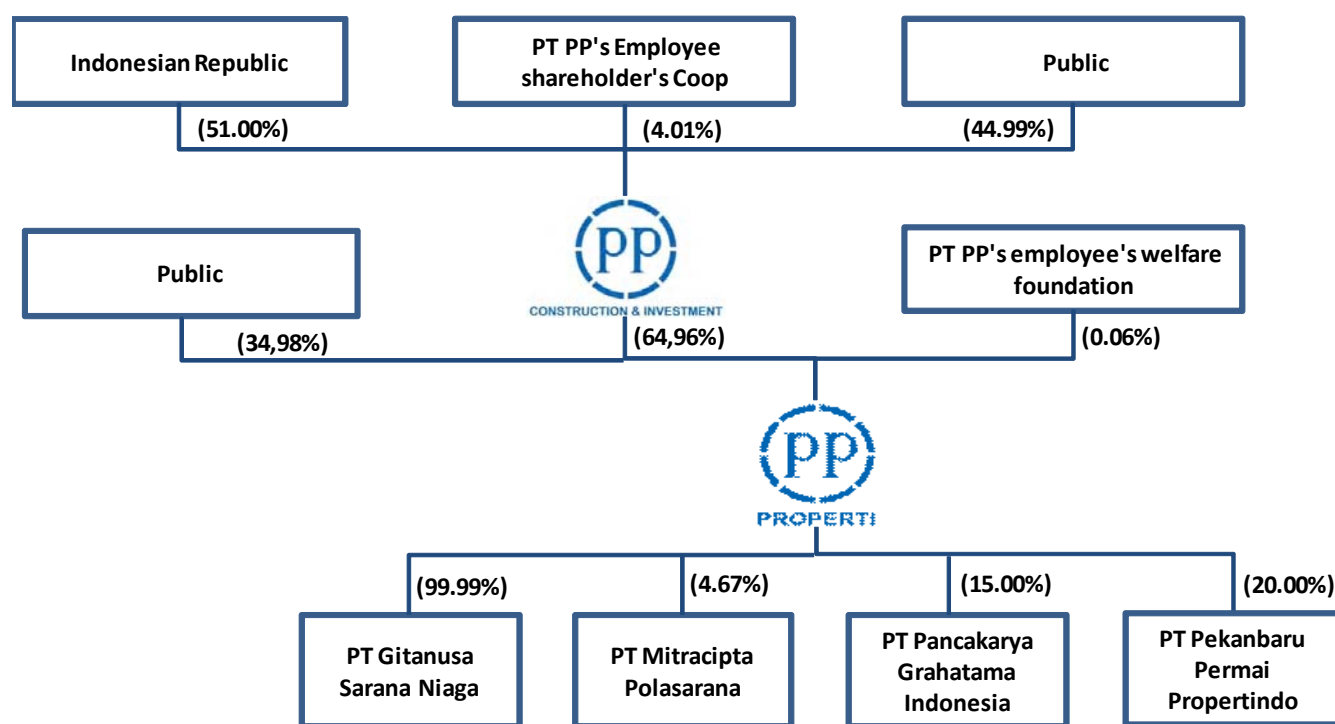 Indonesian Republic
PT PP's Employee
shareholder's Coop
Public
(51.00%)
(4.01%)
(44.99%)
PP
CONSTRUCTION & INVESTMENT
Public
PT PP's employee's welfare
foundation
(34,98%)
(64,96%)
(0.06%)
PP
PROPERTI
(99.99%)
(4.67%)
(15.00%)
(20.00%)
PT Gitanusa
Sarana Niaga
PT Mitracipta
Polasarana
PT Pancakarya
Grahatama
Indonesia
PT Pekanbaru
Permai
Propertindo